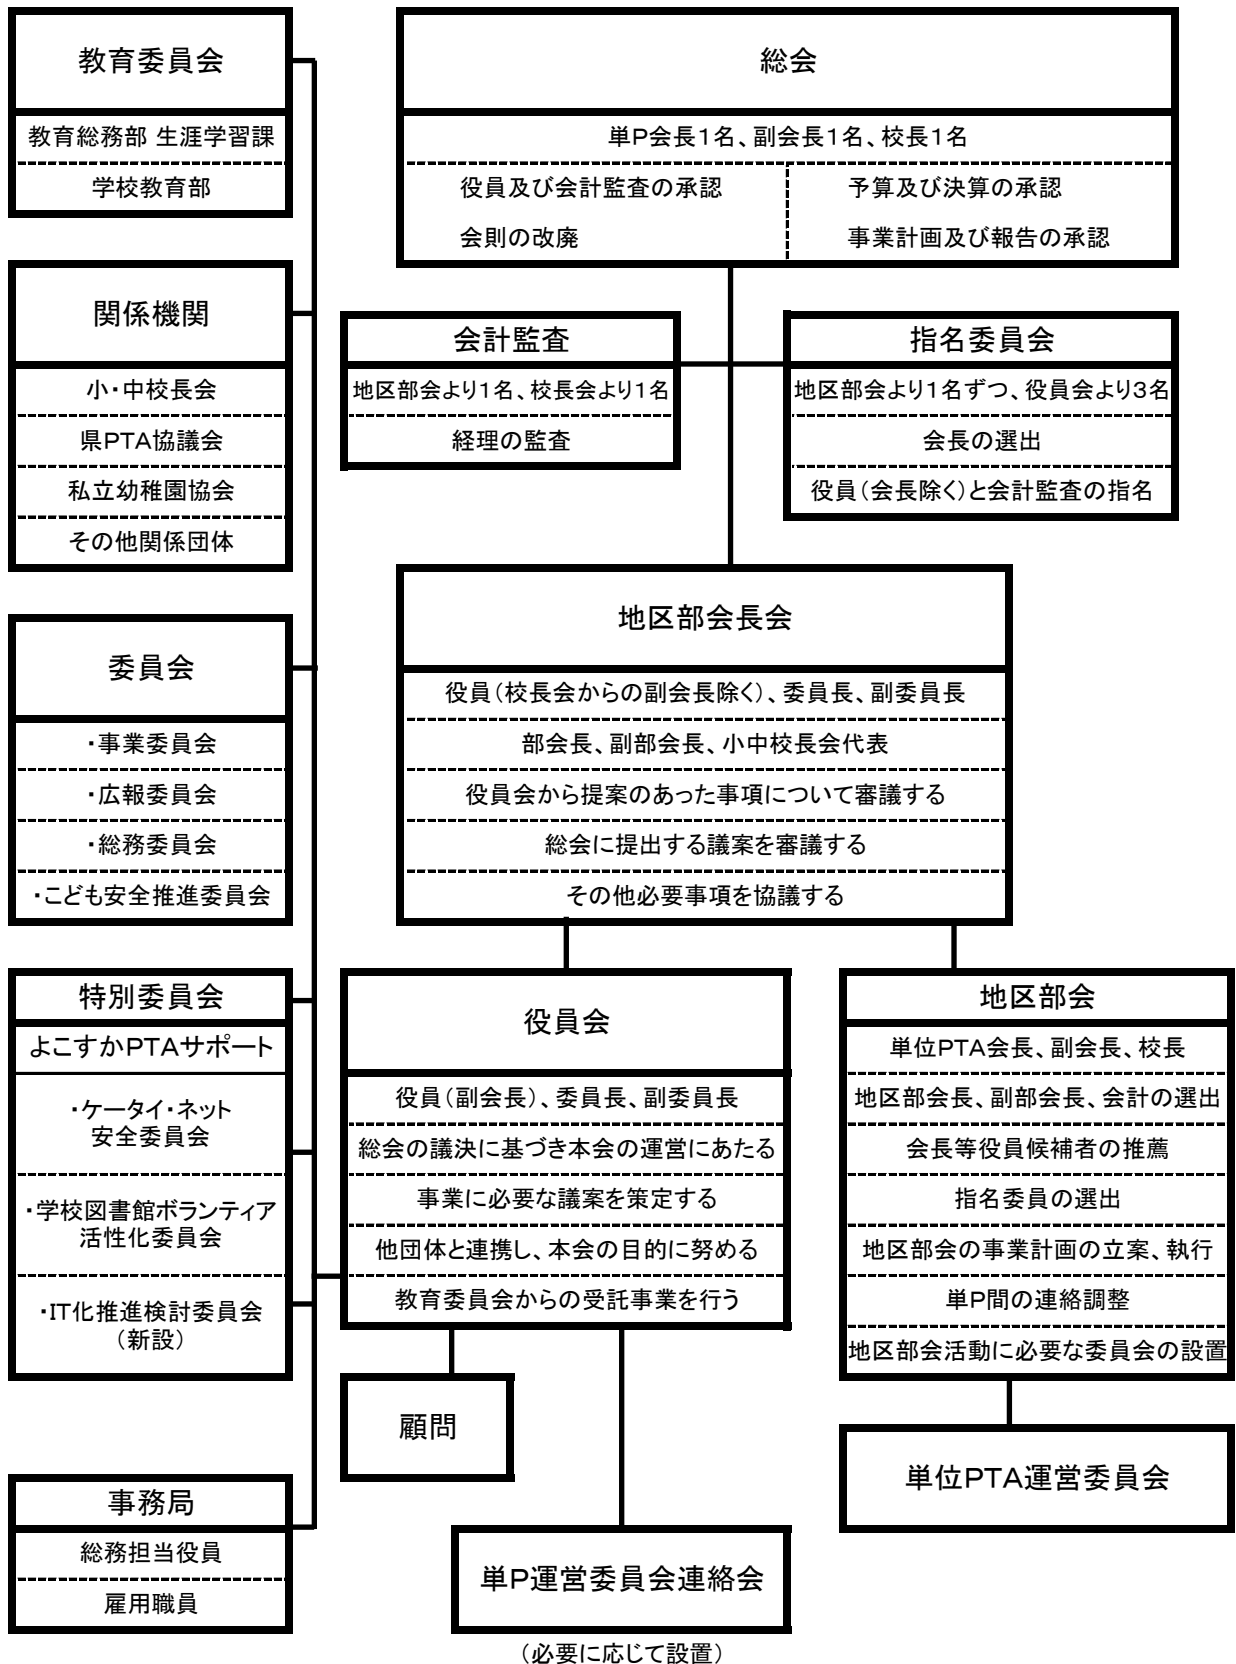 教育委員会
教育総務部 生涯学習課
学校教育部
関係機関
小・中校長会
県PTA協議会
私立幼稚園協会
その他関係団体
委員会
・事業委員会
・広報委員会
・総務委員会
・こども安全推進委員会
特別委員会
よこすかPTAサポート
・ケータイ・ネット
安全委員会
・学校図書館ボランティア
活性化委員会
・IT化推進検討委員会
（新設）
事務局
総務担当役員
雇用職員
総会
単P会長1名、副会長1名、校長1名
役員及び会計監査の承認
予算及び決算の承認
会則の改廃
事業計画及び報告の承認
会計監査
地区部会より1名、校長会より1名
経理の監査
指名委員会
地区部会より1名ずつ、役員会より3名
会長の選出
役員（会長除く）と会計監査の指名
地区部会長会
役員（校長会からの副会長除く）、委員長、副委員長
部会長、副部会長、小中校長会代表
役員会から提案のあった事項について審議する
総会に提出する議案を審議する
その他必要事項を協議する
役員会
役員（副会長）、委員長、副委員長
総会の議決に基づき本会の運営にあたる
事業に必要な議案を策定する
他団体と連携し、本会の目的に努める
教育委員会からの受託事業を行う
地区部会
単位PTA会長、副会長、校長
地区部会長、副部会長、会計の選出
会長等役員候補者の推薦
指名委員の選出
地区部会の事業計画の立案、執行
単P間の連絡調整
地区部会活動に必要な委員会の設置
顧問
単位PTA運営委員会
単P運営委員会連絡会
（必要に応じて設置）